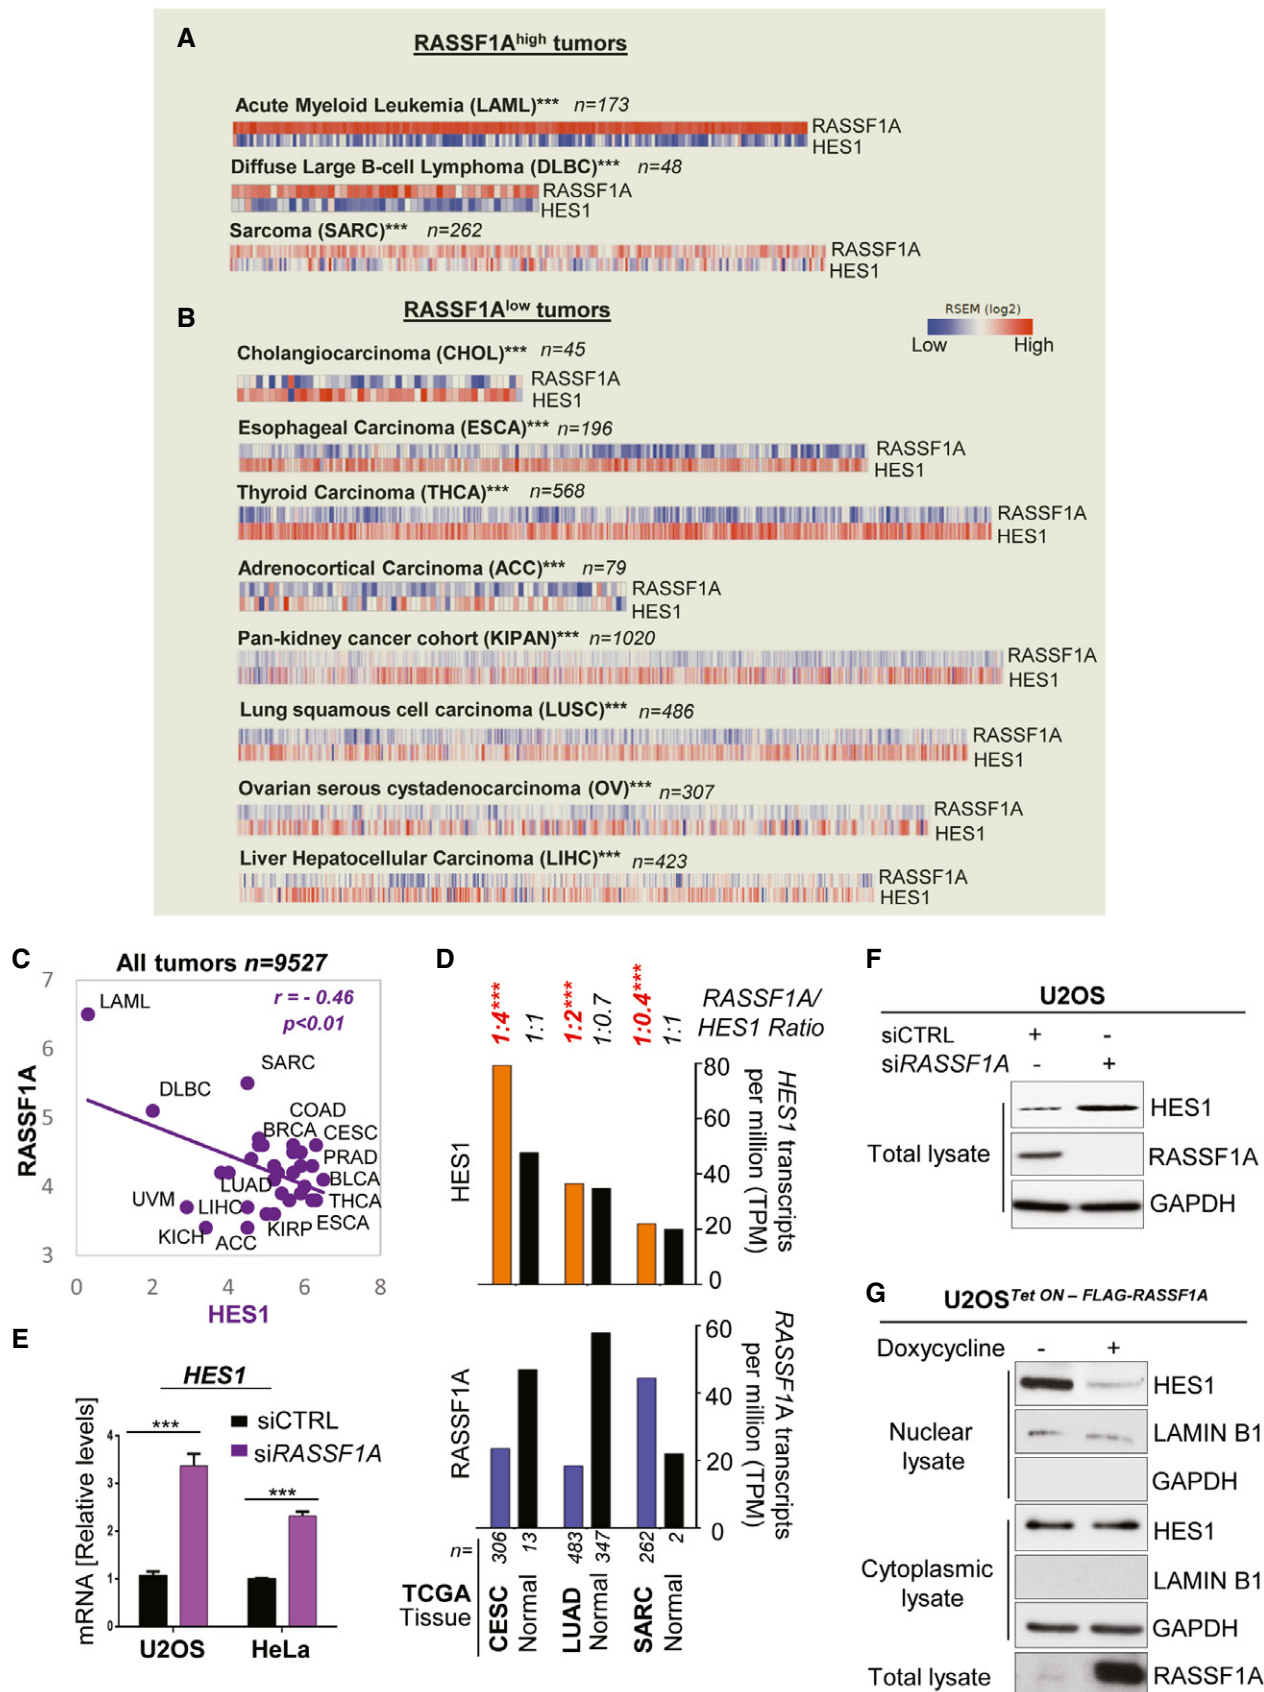 A
RASSF1Ahigh tumors
Acute Myeloid Leukemia (LAML)*** n=173
RASSF1A
HES1
Diffuse Large B-cell Lymphoma (DLBC)*** n=48
RASSF1A
HES1
Sarcoma (SARC)*** n=262
RASSF1A
HES1
B
RASSF1Alow tumors
RSEM (log2)
Low High
Cholangiocarcinoma (CHOL)*** n=45
RASSF1A
HES1
Esophageal Carcinoma (ESCA)*** n=196
RASSF1A
HES1
Thyroid Carcinoma (THCA)*** n=568
RASSF1A
HES1
Adrenocortical Carcinoma (ACC)*** n=79
RASSF1A
HES1
Pan-kidney cancer cohort (KIPAN)*** n=1020
RASSF1A
HES1
Lung squamous cell carcinoma (LUSC)*** n=486
RASSF1A
HES1
Ovarian serous cystadenocarcinoma (OV)*** n=307
RASSF1A
HES1
Liver Hepatocellular Carcinoma (LIHC)*** n=423
RASSF1A
HES1
C
All tumors n=9527
r = - 0.46
p<0.01
RASSF1A
7
6
5
4
3
LAML
SARC
DLBC
COAD
BRCA CESC
PRAD
LUAD BLCA
UVM LIHC THCA
KICH ACC KIRP ESCA
0 2 4 6 8
HES1
D
1:4*** 1:1 1:2*** 1:0.7 1:0.4*** 1:1
RASSF1A/
HES1 Ratio
HES1
80
60
40
20
0
HES1 transcripts
per million (TPM)
RASSF1A
60
40
20
0
RASSF1A transcripts
per million (TPM)
n= 306 13 483 347 262 2
TCGA
Tissue
CESC Normal LUAD Normal SARC Normal
E
HES1
siCTRL
siRASSF1A
mRNA [Relative levels]
4
3
2
1
0
***
***
U2OS HeLa
F
U2OS
siCTRL + -
siRASSF1A - +
Total lysate
HES1
RASSF1A
GAPDH
G
U2OSTet ON – FLAG-RASSF1A
Doxycycline - +
Nuclear
lysate
HES1
LAMIN B1
GAPDH
Cytoplasmic
lysate
HES1
LAMIN B1
GAPDH
Total lysate RASSF1A